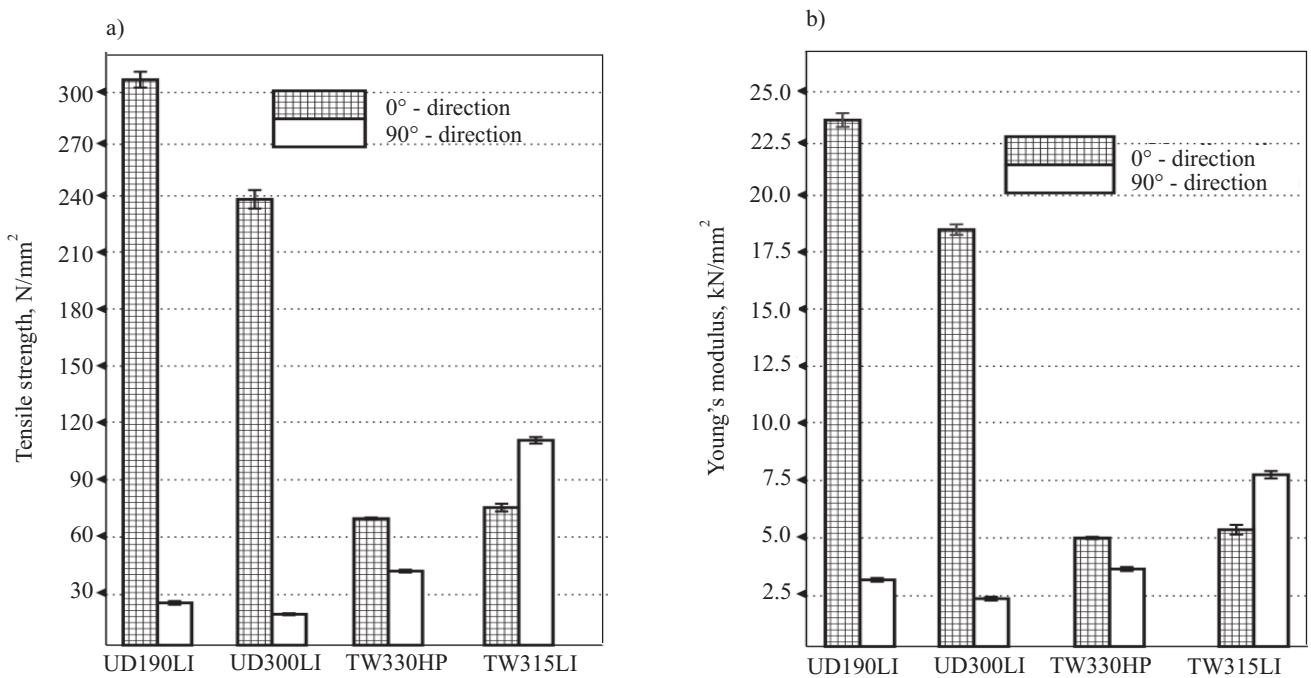 a)
Tensile strength, N/mm²
300
270
240
210
180
150
120
90
60
30
0° - direction
90° - direction
UD190LI
UD300LI
TW330HP
TW315LI
b)
Young's modulus, kN/mm²
25.0
22.5
20.0
17.5
15.0
12.5
10.0
7.5
5.0
2.5
0° - direction
90° - direction
UD190LI
UD300LI
TW330HP
TW315LI